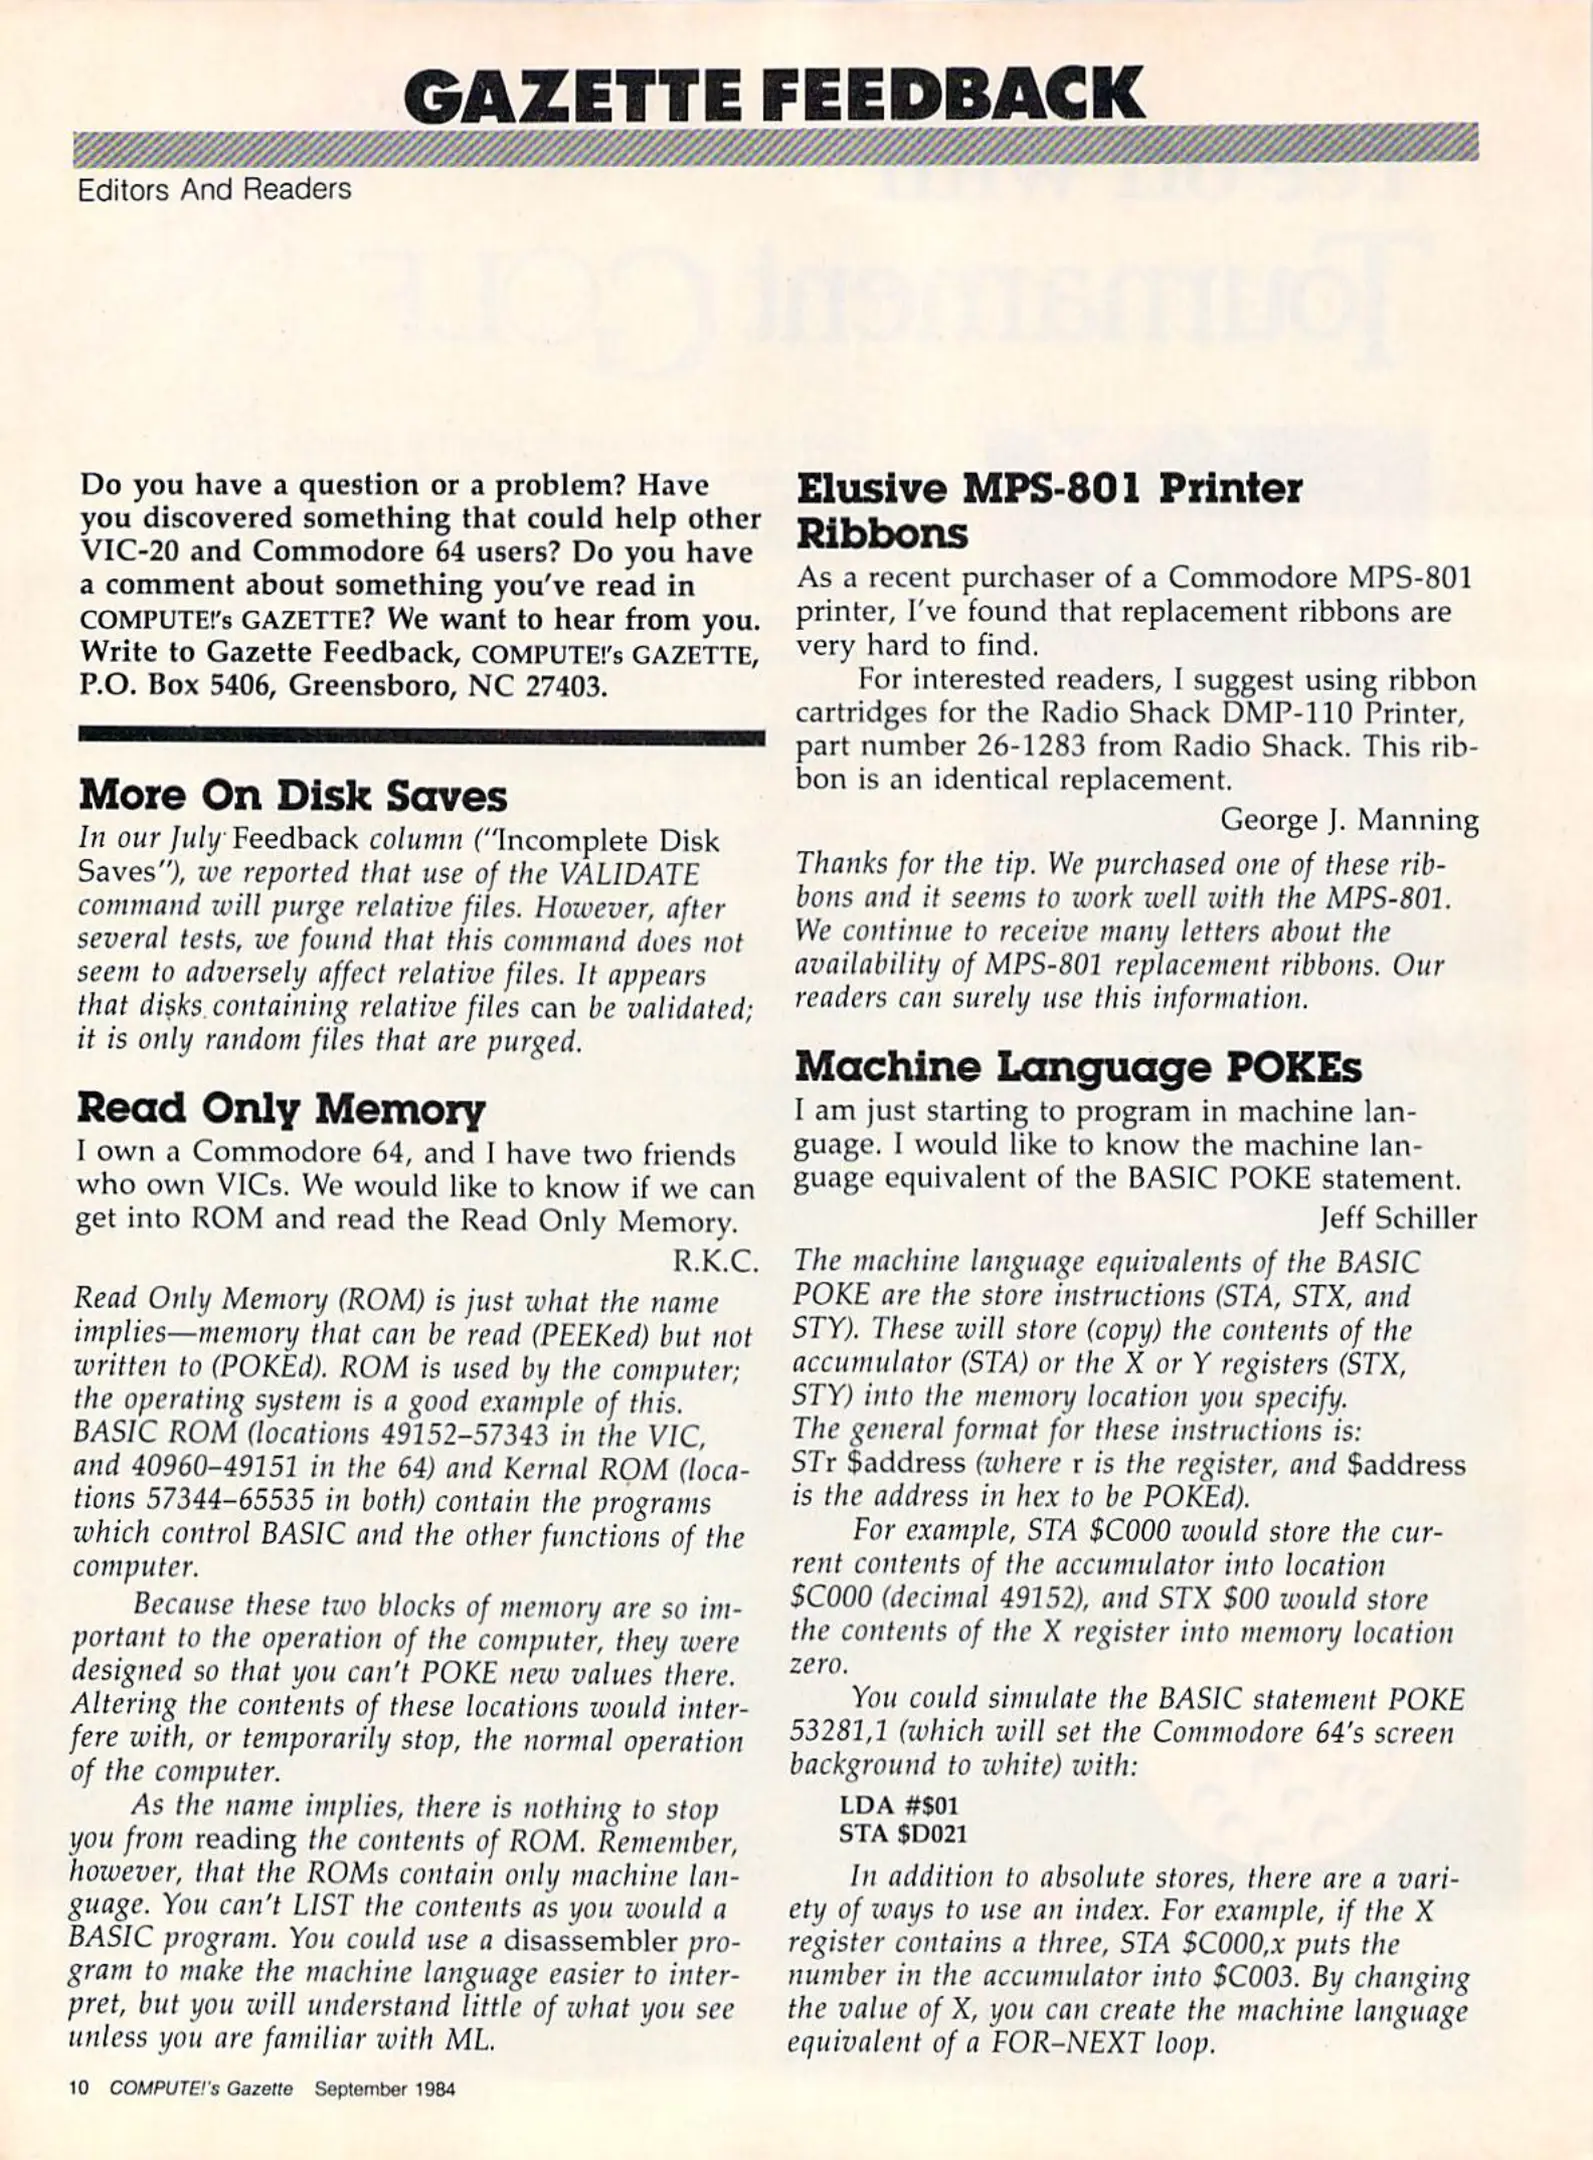 GAZETTE FEEDBACK
Editors And Readers
Do you have a question or a problem? Have
you discovered something that could help other
VIC-20 and Commodore 64 users? Do you have
a comment about something you've read in
COMPUTE!'s GAZETTE? We want to hear from you.
Write to Gazette Feedback, COMPUTE!'s GAZETTE,
P.O. Box 5406, Greensboro, NC 27403.
More On Disk Saves
In our July Feedback column ("Incomplete Disk
Saves"), we reported that use of the VALIDATE
command will purge relative files. However, after
several tests, we found that this command does not
seem to adversely affect relative files. It appears
that disks containing relative files can be validated;
it is only random files that are purged.
Read Only Memory
I own a Commodore 64, and I have two friends
who own VICs. We would like to know if we can
get into ROM and read the Read Only Memory.
R.K.C.
Read Only Memory (ROM) is just what the name
implies—memory that can be read (PEEKed) but not
written to (POKEd). ROM is used by the computer;
the operating system is a good example of this.
BASIC ROM (locations 49152–57343 in the VIC,
and 40960–49151 in the 64) and Kernal ROM (loca-
tions 57344–65535 in both) contain the programs
which control BASIC and the other functions of the
computer.
Because these two blocks of memory are so im-
portant to the operation of the computer, they were
designed so that you can't POKE new values there.
Altering the contents of these locations would inter-
fere with, or temporarily stop, the normal operation
of the computer.
As the name implies, there is nothing to stop
you from reading the contents of ROM. Remember,
however, that the ROMs contain only machine lan-
guage. You can't LIST the contents as you would a
BASIC program. You could use a disassembler pro-
gram to make the machine language easier to inter-
pret, but you will understand little of what you see
unless you are familiar with ML.
Elusive MPS-801 Printer
Ribbons
As a recent purchaser of a Commodore MPS-801
printer, I've found that replacement ribbons are
very hard to find.
For interested readers, I suggest using ribbon
cartridges for the Radio Shack DMP-110 Printer,
part number 26-1283 from Radio Shack. This rib-
bon is an identical replacement.
George J. Manning
Thanks for the tip. We purchased one of these rib-
bons and it seems to work well with the MPS-801.
We continue to receive many letters about the
availability of MPS-801 replacement ribbons. Our
readers can surely use this information.
Machine Language POKEs
I am just starting to program in machine lan-
guage. I would like to know the machine lan-
guage equivalent of the BASIC POKE statement.
Jeff Schiller
The machine language equivalents of the BASIC
POKE are the store instructions (STA, STX, and
STY). These will store (copy) the contents of the
accumulator (STA) or the X or Y registers (STX,
STY) into the memory location you specify.
The general format for these instructions is:
STr $address (where r is the register, and $address
is the address in hex to be POKEd).
For example, STA $C000 would store the cur-
rent contents of the accumulator into location
$C000 (decimal 49152), and STX $00 would store
the contents of the X register into memory location
zero.
You could simulate the BASIC statement POKE
53281,1 (which will set the Commodore 64's screen
background to white) with:
LDA #$01
STA $D021
In addition to absolute stores, there are a vari-
ety of ways to use an index. For example, if the X
register contains a three, STA $C000,x puts the
number in the accumulator into $C003. By changing
the value of X, you can create the machine language
equivalent of a FOR–NEXT loop.
10 COMPUTE!'s Gazette September 1984